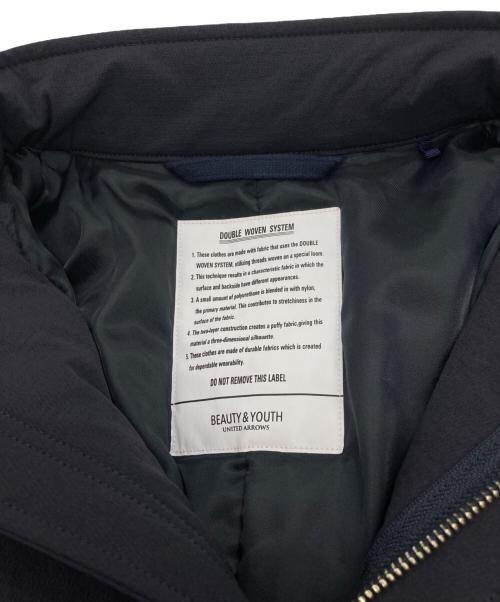 DOUBLE WOVEN SYSTEM
1. These clothes are made with fabric that uses the DOUBLE
WOVEN SYSTEM, utilising threads woven on a special loom.
2. This technique results in a characteristic fabric in which the
surface and backside have different appearances.
3. A small amount of polyurethane is blended in with nylon,
the primary material. This contributes to stretchiness in the
surface of the fabric.
4. The two-layer construction creates a puffy fabric,giving this
material a three-dimensional silhouette.
5. These clothes are made of durable fabrics which is created
for dependable wearability.
DO NOT REMOVE THIS LABEL
BEAUTY & YOUTH
UNITED ARROWS